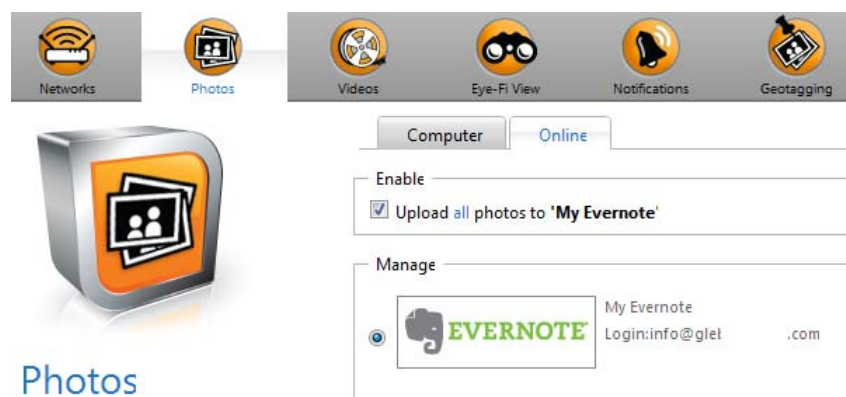 Networks Photos Videos Eye-Fi View Notifications Geotagging
Computer Online
Enable
Upload all photos to 'My Evernote'
Manage
EVERNOTE
My Evernote
Login:info@glel .com
Photos